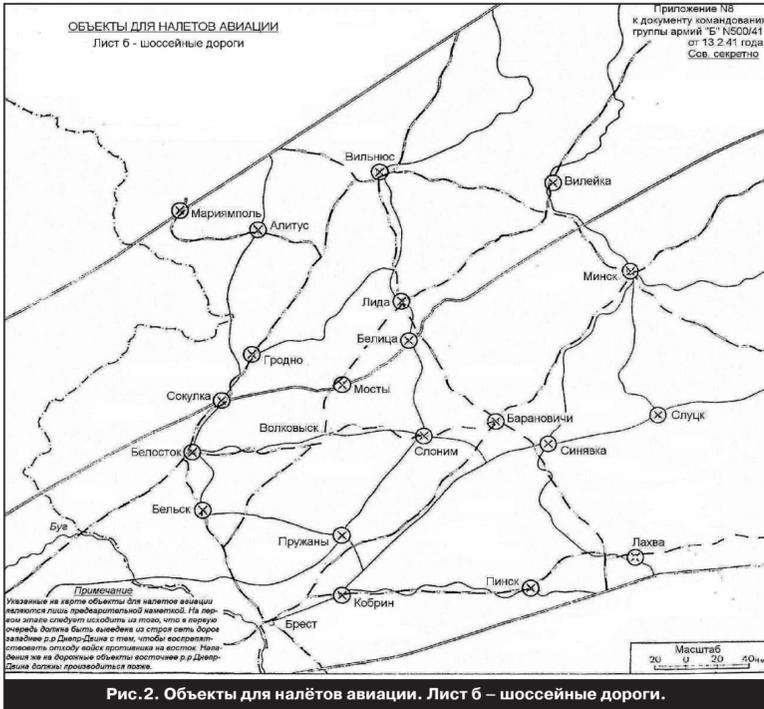 ОБЪЕКТЫ ДЛЯ НАЛЕТОВ АВИАЦИИ
Лист б - шоссейные дороги
Приложение N8
к документу командования
группы армий "Б" N500/41
от 13.2.41 года
Сов. секретно
Вильнюс
Вилейка
Мариямполь
Алитус
Минск
Лида
Белица
Гродно
Мосты
Сокулка
Барановичи
Слуцк
Волковыск
Слоним
Синявка
Белосток
Бельск
Буг
Пружаны
Лахва
Пинск
Кобрин
Брест
Примечание
Указанные на карте объекты для налетов авиации
являются лишь предварительной наметкой. На пер-
вом этапе следует исходить из того, что в первую
очередь должна быть выведена из строя сеть дорог
западнее р.р Днепр-Двина с тем, чтобы воспрепят-
ствовать отходу войск противника на восток. Напа-
дения же на дорожные объекты восточнее р.р Днепр-
Двина должны производиться позже.
Масштаб
20 0 20 40
Рис.2. Объекты для налётов авиации. Лист б – шоссейные дороги.